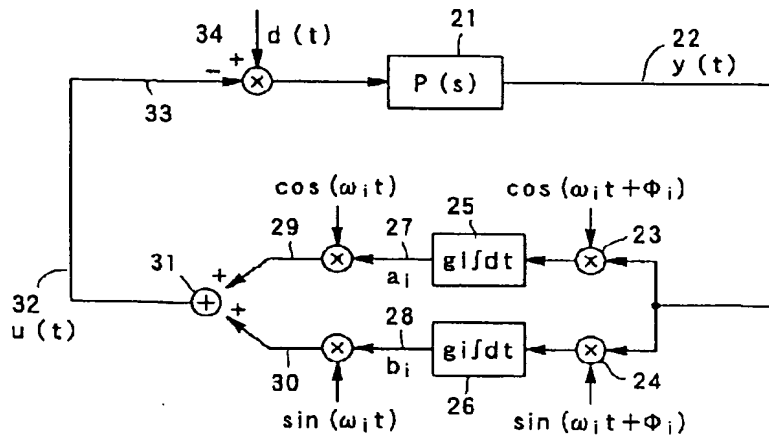 34
+
d (t)
21
22
-
P (s)
y (t)
33
cos (ωit)
cos (ωit+Φi)
29
27
25
23
31
+
gi∫dt
ai
32
u (t)
+
28
gi∫dt
bi
30
26
24
sin (ωit)
sin (ωit+Φi)